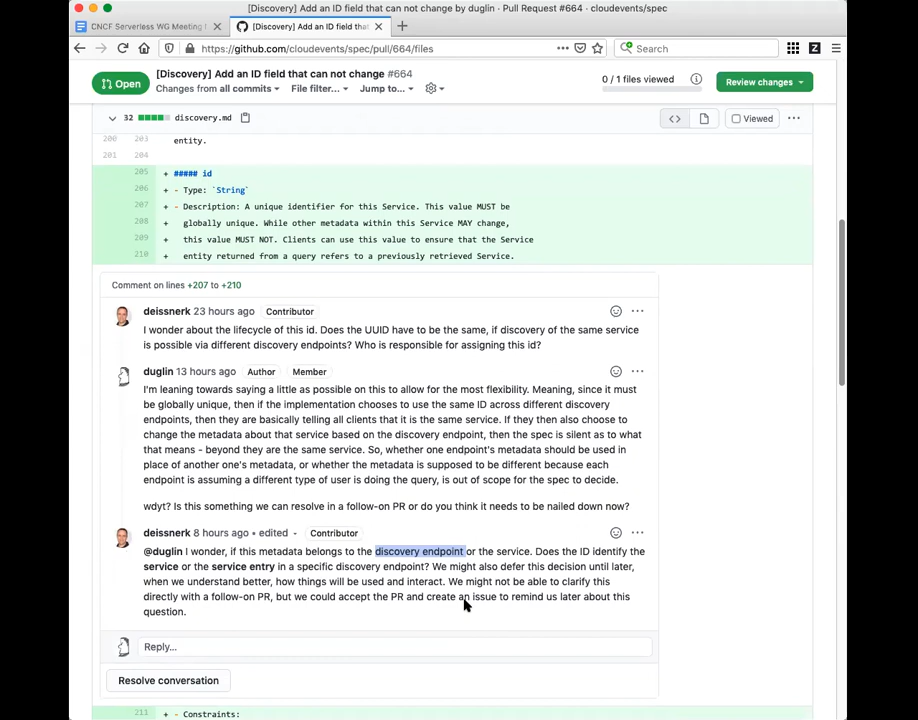 [Discovery] Add an ID field that can not change by duglin · Pull Request #664 · cloudevents/spec
CNCF Serverless WG Meeting
[Discovery] Add an ID field that
https://github.com/cloudevents/spec/pull/664/files
Search
Open
[Discovery] Add an ID field that can not change #664
Changes from all commits
File filter...
Jump to...
0 / 1 files viewed
Review changes
32
discovery.md
Viewed
200 203 entity.
201 204
205 + ##### id
206 + - Type: `String`
207 + - Description: A unique identifier for this Service. This value MUST be
208 + globally unique. While other metadata within this Service MAY change,
209 + this value MUST NOT. Clients can use this value to ensure that the Service
210 + entity returned from a query refers to a previously retrieved Service.
Comment on lines +207 to +210
deissnerk 23 hours ago Contributor
I wonder about the lifecycle of this id. Does the UUID have to be the same, if discovery of the same service
is possible via different discovery endpoints? Who is responsible for assigning this id?
duglin 13 hours ago Author Member
I'm leaning towards saying a little as possible on this to allow for the most flexibility. Meaning, since it must
be globally unique, then if the implementation chooses to use the same ID across different discovery
endpoints, then they are basically telling all clients that it is the same service. If they then also choose to
change the metadata about that service based on the discovery endpoint, then the spec is silent as to what
that means - beyond they are the same service. So, whether one endpoint's metadata should be used in
place of another one's metadata, or whether the metadata is supposed to be different because each
endpoint is assuming a different type of user is doing the query, is out of scope for the spec to decide.
wdyt? Is this something we can resolve in a follow-on PR or do you think it needs to be nailed down now?
deissnerk 8 hours ago • edited Contributor
@duglin I wonder, if this metadata belongs to the discovery endpoint or the service. Does the ID identify the
service or the service entry in a specific discovery endpoint? We might also defer this decision until later,
when we understand better, how things will be used and interact. We might not be able to clarify this
directly with a follow-on PR, but we could accept the PR and create an issue to remind us later about this
question.
Reply...
Resolve conversation
211 + - Constraints: